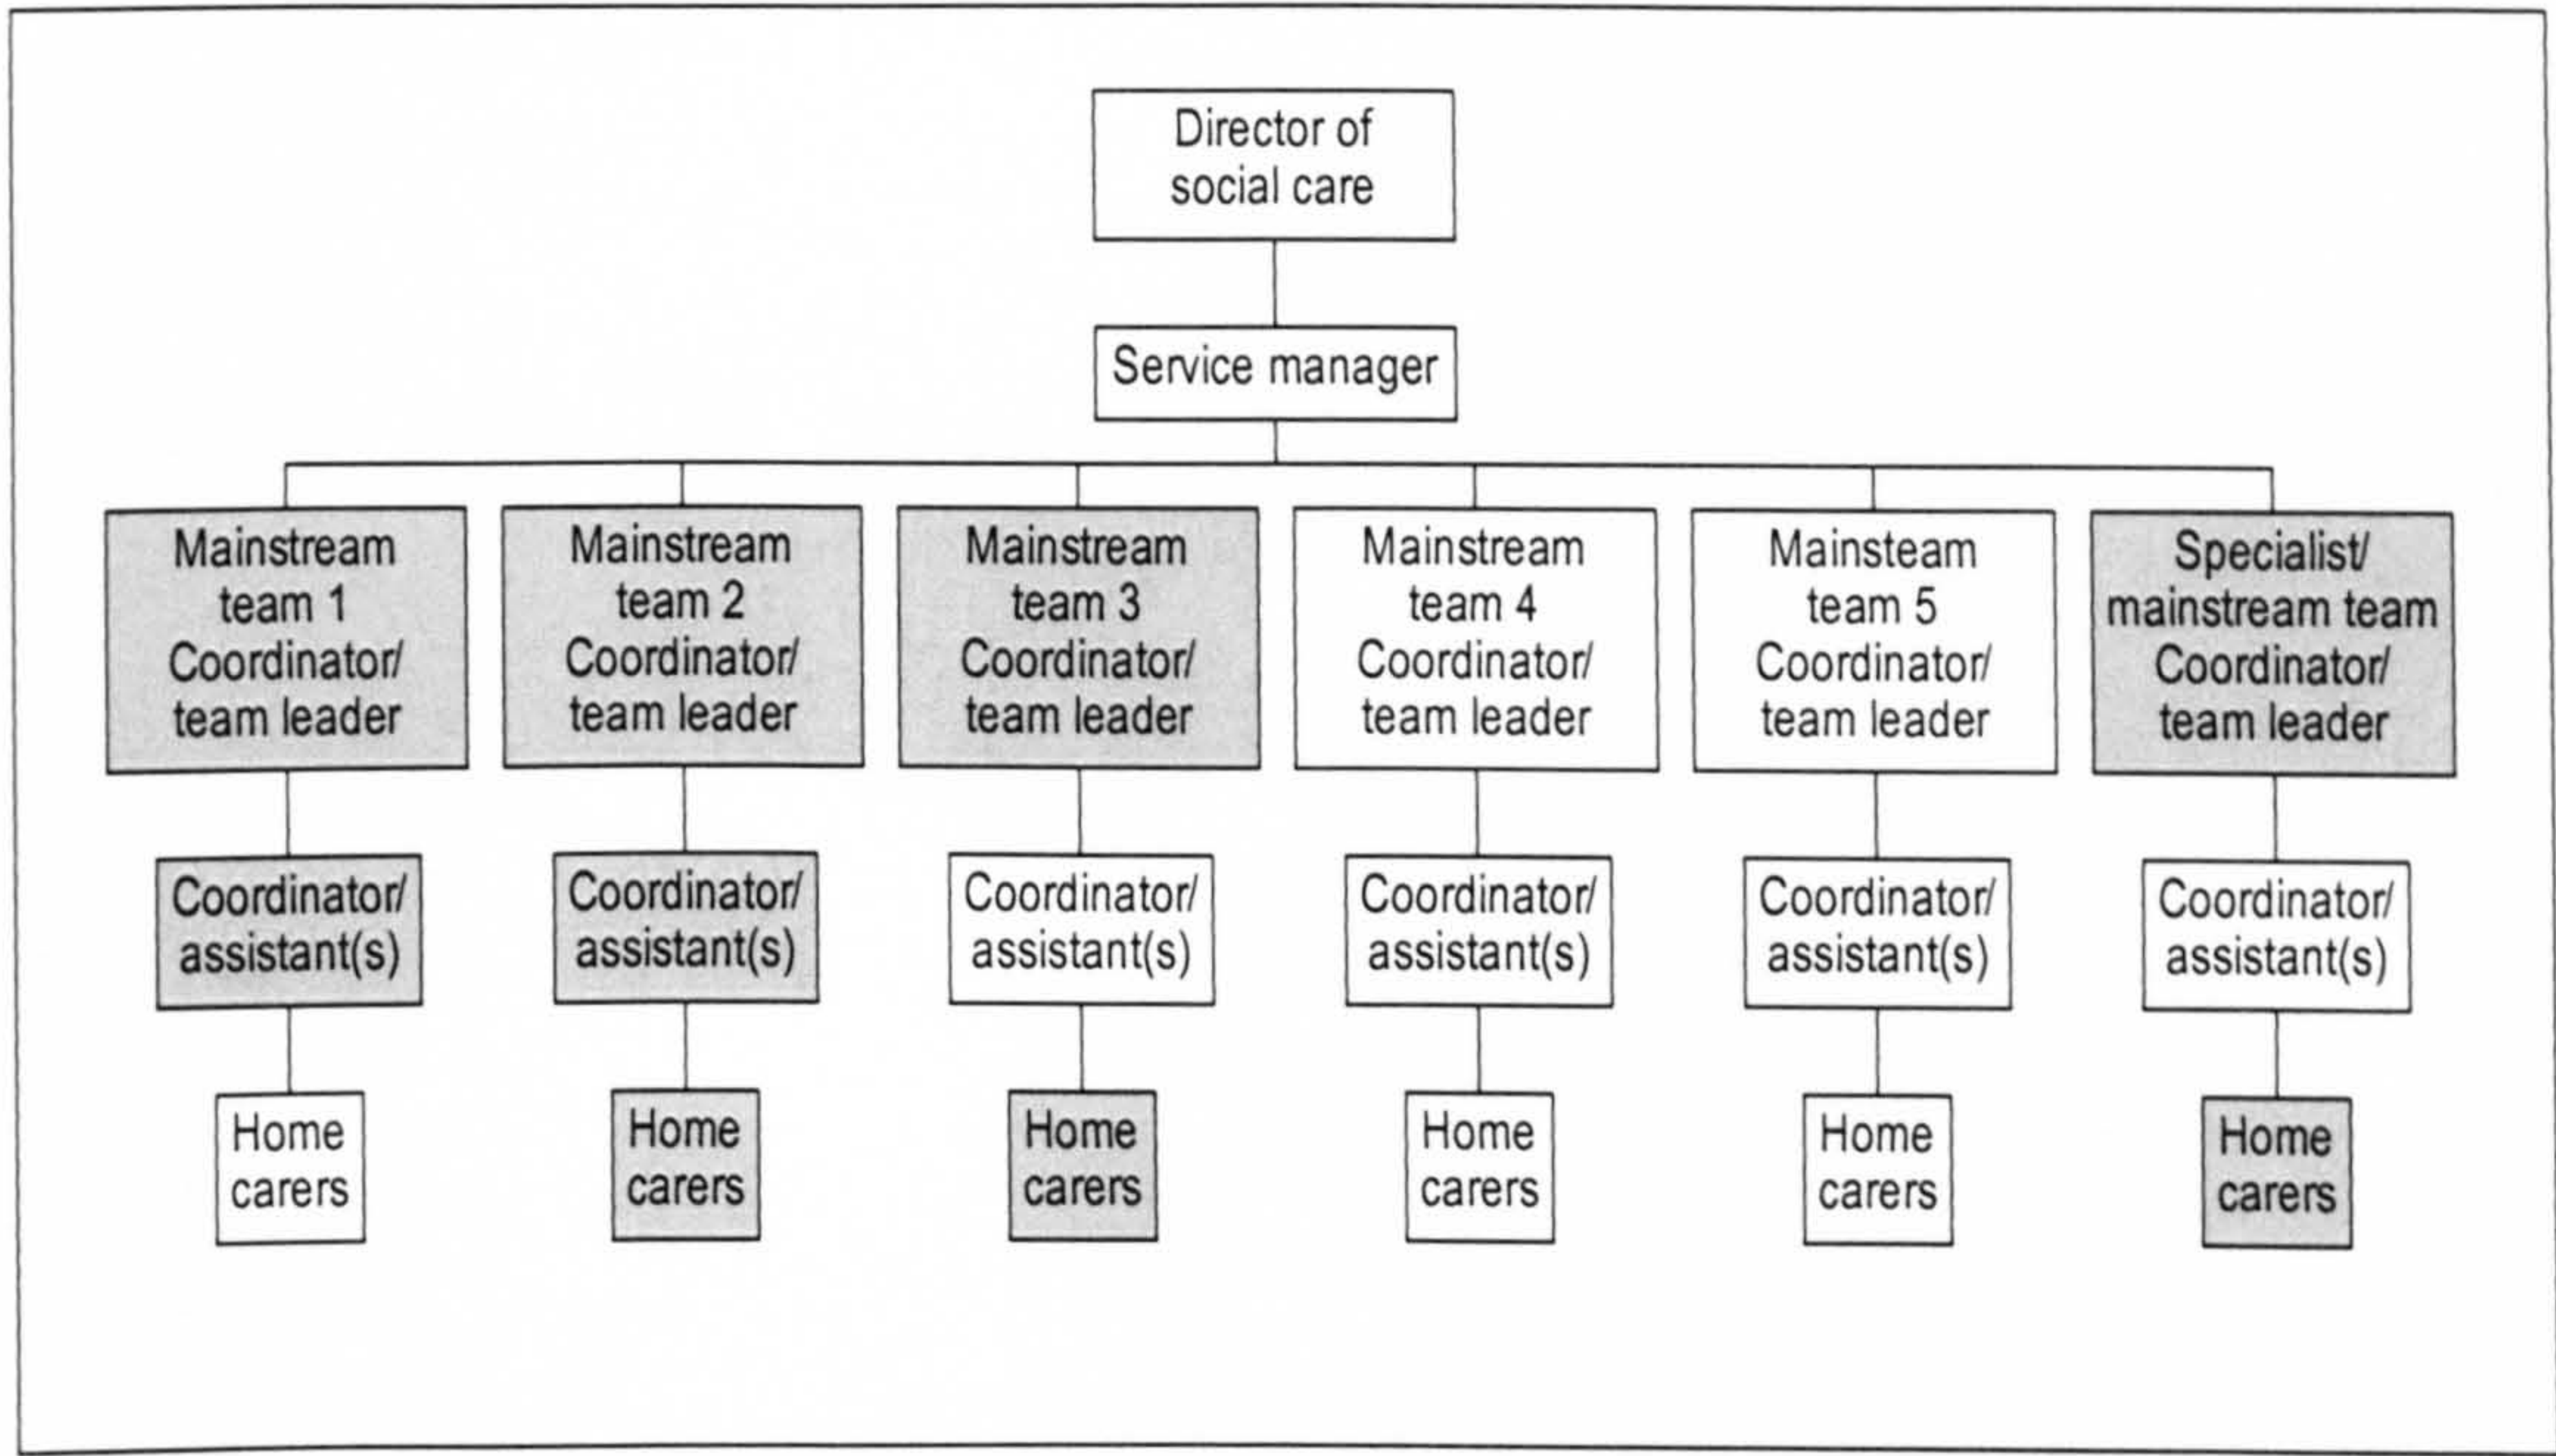 Director of
social care
Service manager
Mainstream
team 1
Coordinator/
team leader
Mainstream
team 2
Coordinator/
team leader
Mainstream
team 3
Coordinator/
team leader
Mainstream
team 4
Coordinator/
team leader
Mainsteam
team 5
Coordinator/
team leader
Specialist/
mainstream team
Coordinator/
team leader
Coordinator/
assistant(s)
Coordinator/
assistant(s)
Coordinator/
assistant(s)
Coordinator/
assistant(s)
Coordinator/
assistant(s)
Coordinator/
assistant(s)
Home
carers
Home
carers
Home
carers
Home
carers
Home
carers
Home
carers